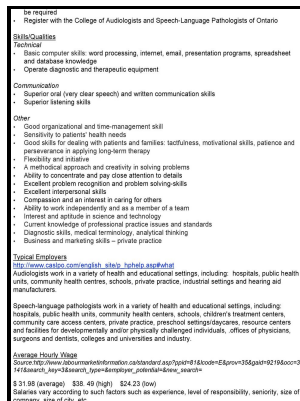 be required
• Register with the College of Audiologists and Speech-Language Pathologists of Ontario
Skills/Qualities
Technical
• Basic computer skills: word processing, internet, email, presentation programs, spreadsheet
and database knowledge
• Operate diagnostic and therapeutic equipment
Communication
• Superior oral (very clear speech) and written communication skills
• Superior listening skills
Other
• Good organizational and time-management skill
• Sensitivity to patients' health needs
• Good skills for dealing with patients and families: tactfulness, motivational skills, patience and
perseverance in applying long-term therapy
• Flexibility and initiative
• A methodical approach and creativity in solving problems
• Ability to concentrate and pay close attention to details
• Excellent problem recognition and problem solving-skills
• Excellent interpersonal skills
• Compassion and an interest in caring for others
• Ability to work independently and as a member of a team
• Interest and aptitude in science and technology
• Current knowledge of professional practice issues and standards
• Diagnostic skills, medical terminology, analytical thinking
• Business and marketing skills – private practice
Typical Employers
http://www.caslpo.com/english_site/p_hphelp.asp#what
Audiologists work in a variety of health and educational settings, including: hospitals, public health
units, community health centres, schools, private practice, industrial settings and hearing aid
manufacturers.
Speech-language pathologists work in a variety of health and educational settings, including:
hospitals, public health units, community health centers, schools, children's treatment centers,
community care access centers, private practice, preschool settings/daycares, resource centers
and facilities for developmentally and/or physically challenged individuals, offices of physicians,
surgeons and dentists, colleges and universities and industry.
Average Hourly Wage
Source:http://www.labourmarketinformation.ca/standard.asp?ppid=81&lcode=E&prov=35&gaid=9219&occ=3
141&search_key=3&search_type=&employer_potential=&new_search=
$ 31.98 (average) $38. 49 (high) $24.23 (low)
Salaries vary according to such factors such as experience, level of responsibility, seniority, size of
company, size of city, etc.